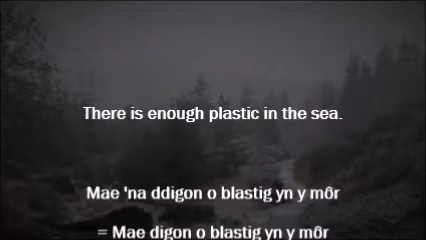 There is enough plastic in the sea.
Mae 'na ddigon o blastig yn y môr
= Mae digon o blastig yn y môr